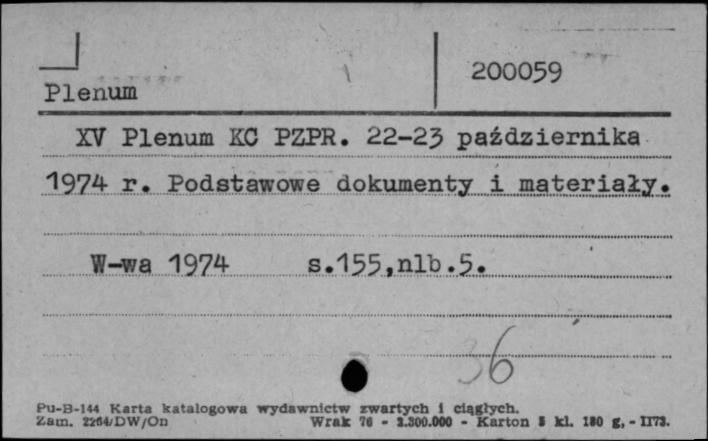 200059
Plenum
XV Plenum KC PZPR. 22-23 października
1974 r. Podstawowe dokumenty i materiały.
W-wa 1974 s.155,nlb.5.
36
Pu-B-144 Karta katalogowa wydawnictw zwartych i ciągłych.
Zam. 2264/DW/On Wrak 76 - 2.300.000 - Karton 5 kl. 180 g, - II73.